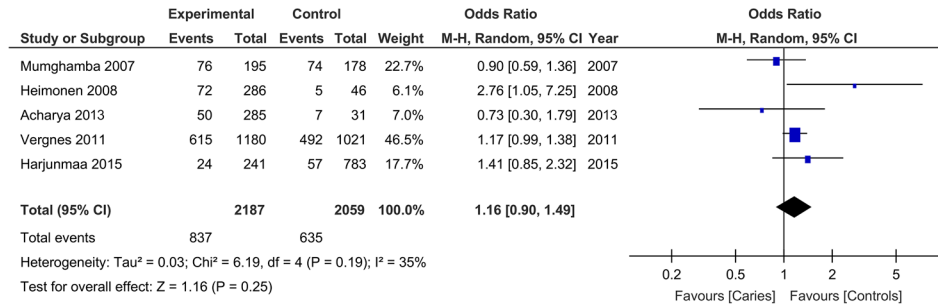 Experimental Control Odds Ratio Odds Ratio
Study or Subgroup Events Total Events Total Weight M-H, Random, 95% CI Year M-H, Random, 95% CI
Mumghamba 2007 76 195 74 178 22.7% 0.90 [0.59, 1.36] 2007
Heimonen 2008 72 286 5 46 6.1% 2.76 [1.05, 7.25] 2008
Acharya 2013 50 285 7 31 7.0% 0.73 [0.30, 1.79] 2013
Vergnes 2011 615 1180 492 1021 46.5% 1.17 [0.99, 1.38] 2011
Harjunmaa 2015 24 241 57 783 17.7% 1.41 [0.85, 2.32] 2015
Total (95% CI) 2187 2059 100.0% 1.16 [0.90, 1.49]
Total events 837 635
Heterogeneity: Tau² = 0.03; Chi² = 6.19, df = 4 (P = 0.19); I² = 35%
Test for overall effect: Z = 1.16 (P = 0.25)
0.2 0.5 1 2 5
Favours [Caries] Favours [Controls]